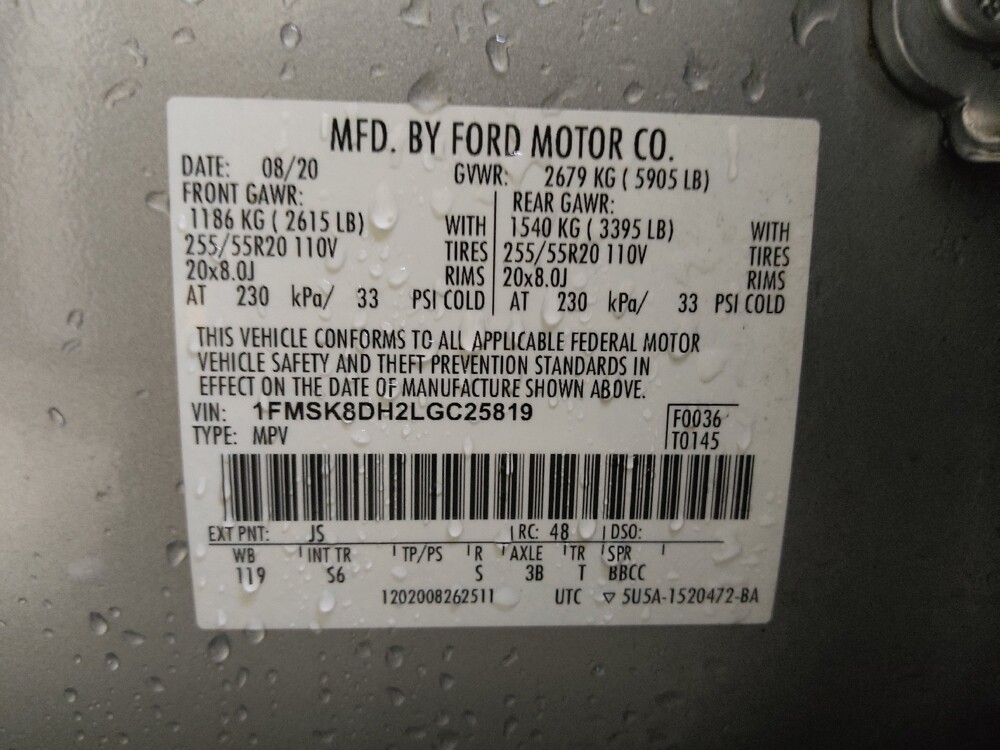 MFD. BY FORD MOTOR CO.
DATE: 08/20 GVWR: 2679 KG ( 5905 LB)
FRONT GAWR: REAR GAWR:
1186 KG ( 2615 LB) WITH 1540 KG ( 3395 LB) WITH
255/55R20 110V TIRES 255/55R20 110V TIRES
20x8.0J RIMS 20x8.0J RIMS
AT 230 kPa/ 33 PSI COLD AT 230 kPa/ 33 PSI COLD
THIS VEHICLE CONFORMS TO ALL APPLICABLE FEDERAL MOTOR
VEHICLE SAFETY AND THEFT PREVENTION STANDARDS IN
EFFECT ON THE DATE OF MANUFACTURE SHOWN ABOVE.
VIN: 1FMSK8DH2LGC25819 F0036
TYPE: MPV T0145
EXT PNT: JS RC: 48 DSO:
WB INT TR TP/PS R AXLE TR SPR
119 S6 S 3B T BBCC
1202008262511 UTC ▽ 5U5A-1520472-BA